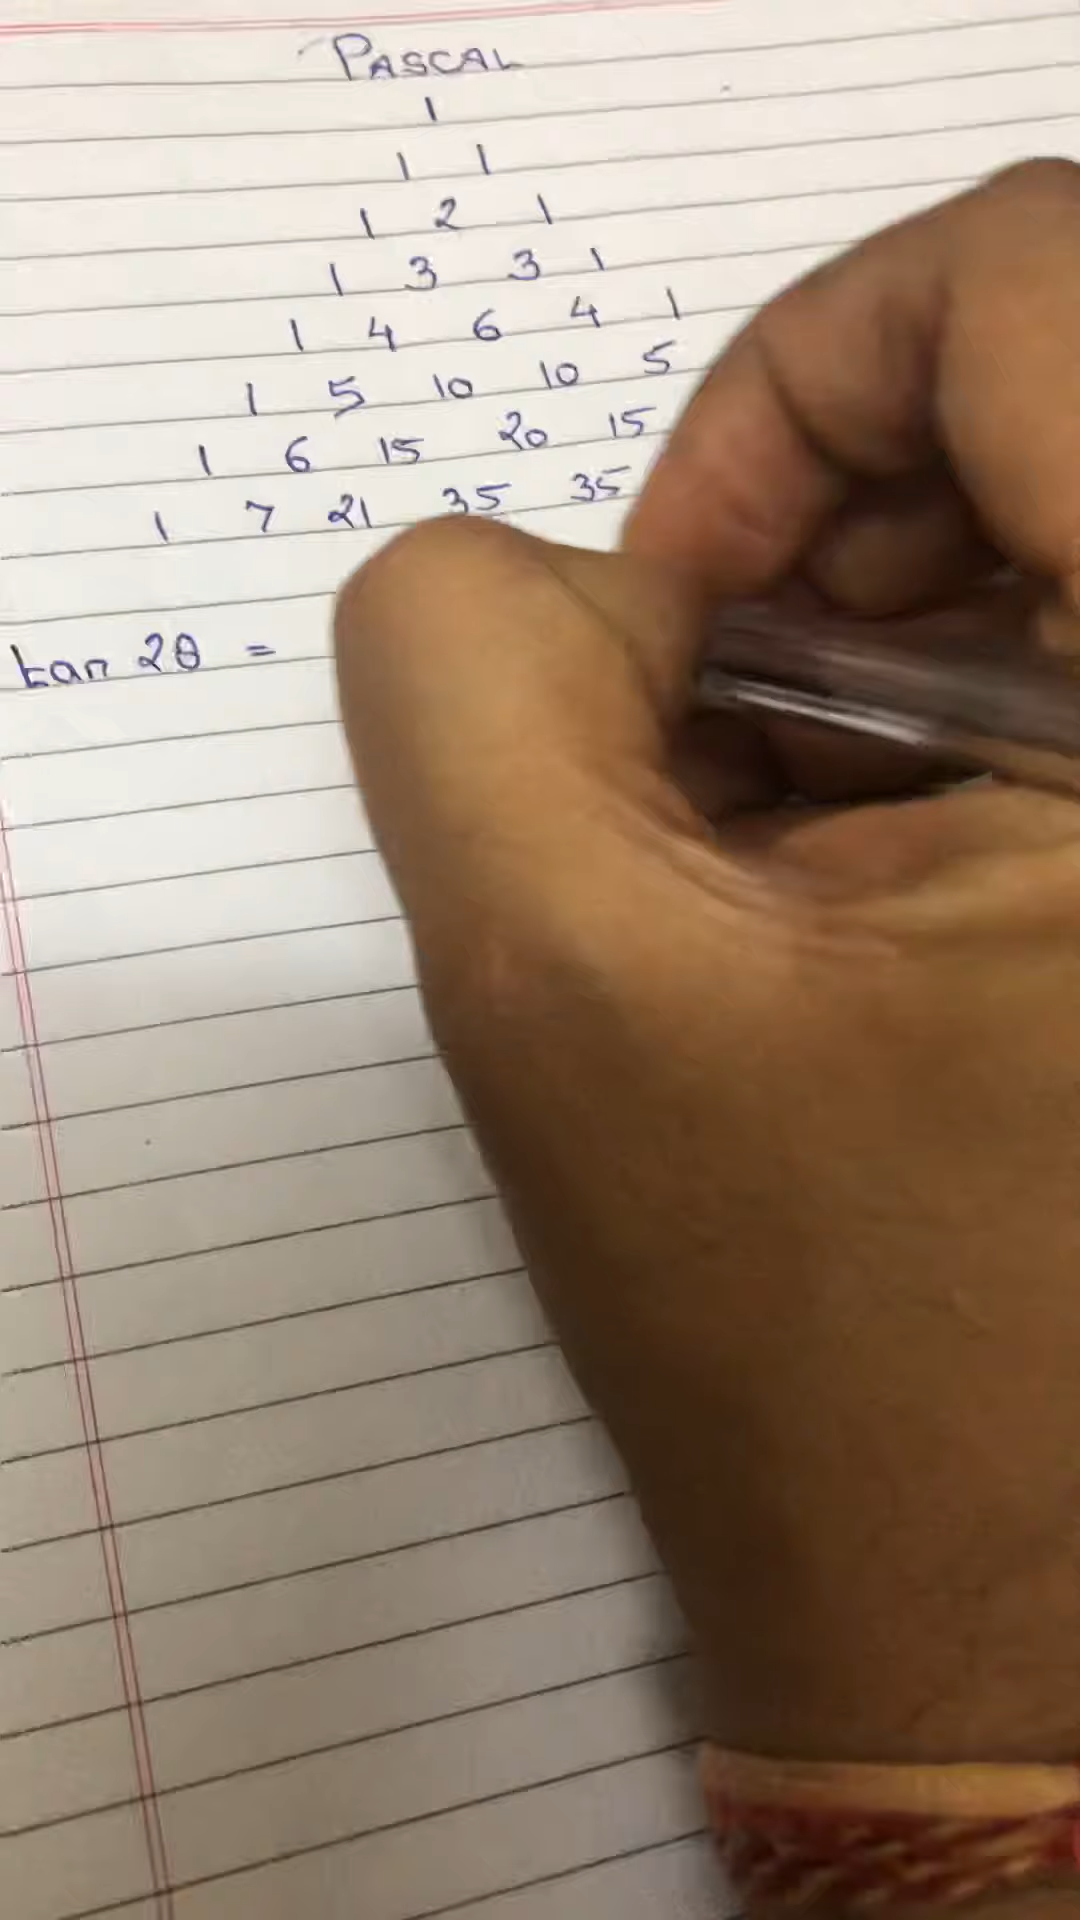 PASCAL
1
1 1
1 2 1
1 3 3 1
1 4 6 4 1
1 5 10 10 5
1 6 15 20 15
1 7 21 35 35
tan 2θ =